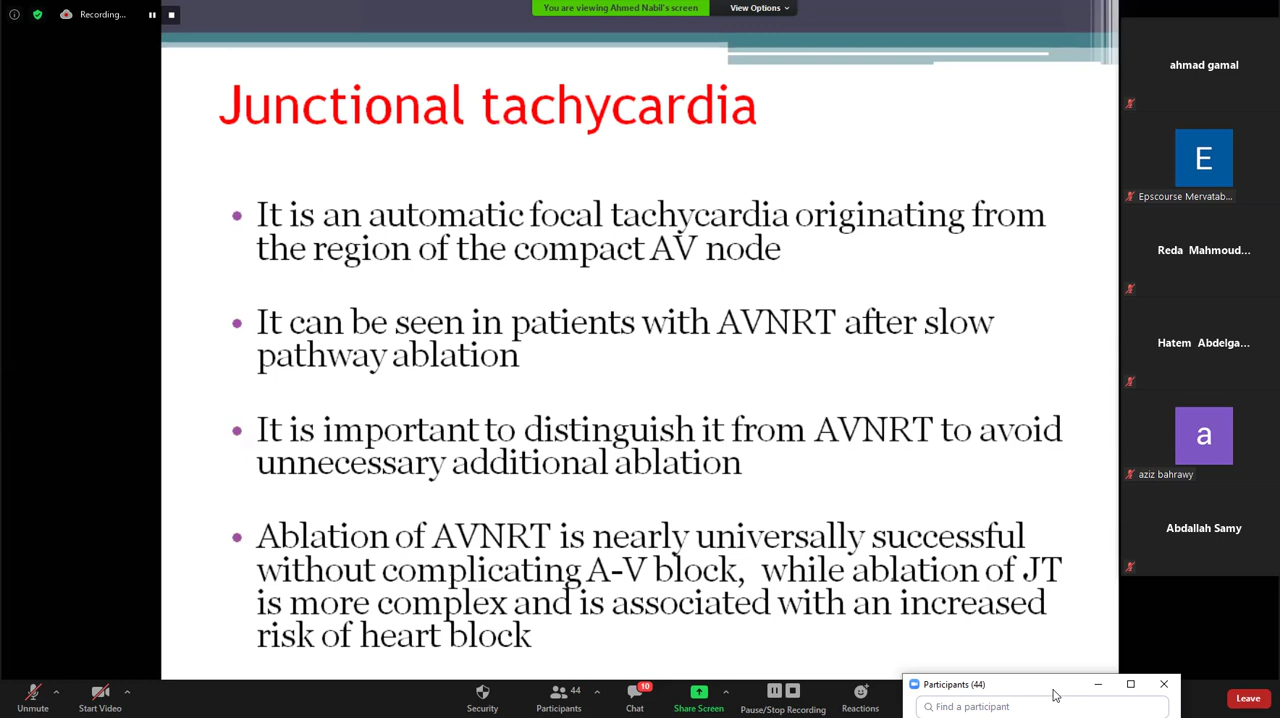 Recording...
You are viewing Ahmed Nabil's screen
View Options
Junctional tachycardia
• It is an automatic focal tachycardia originating from
the region of the compact AV node
• It can be seen in patients with AVNRT after slow
pathway ablation
• It is important to distinguish it from AVNRT to avoid
unnecessary additional ablation
• Ablation of AVNRT is nearly universally successful
without complicating A-V block, while ablation of JT
is more complex and is associated with an increased
risk of heart block
ahmad gamal
E
Epscourse Mervatab...
Reda Mahmoud...
Hatem Abdelga...
a
aziz bahrawy
Abdallah Samy
Participants (44)
Find a participant
Unmute
Start Video
Security
44
Participants
10
Chat
Share Screen
Pause/Stop Recording
Reactions
Leave